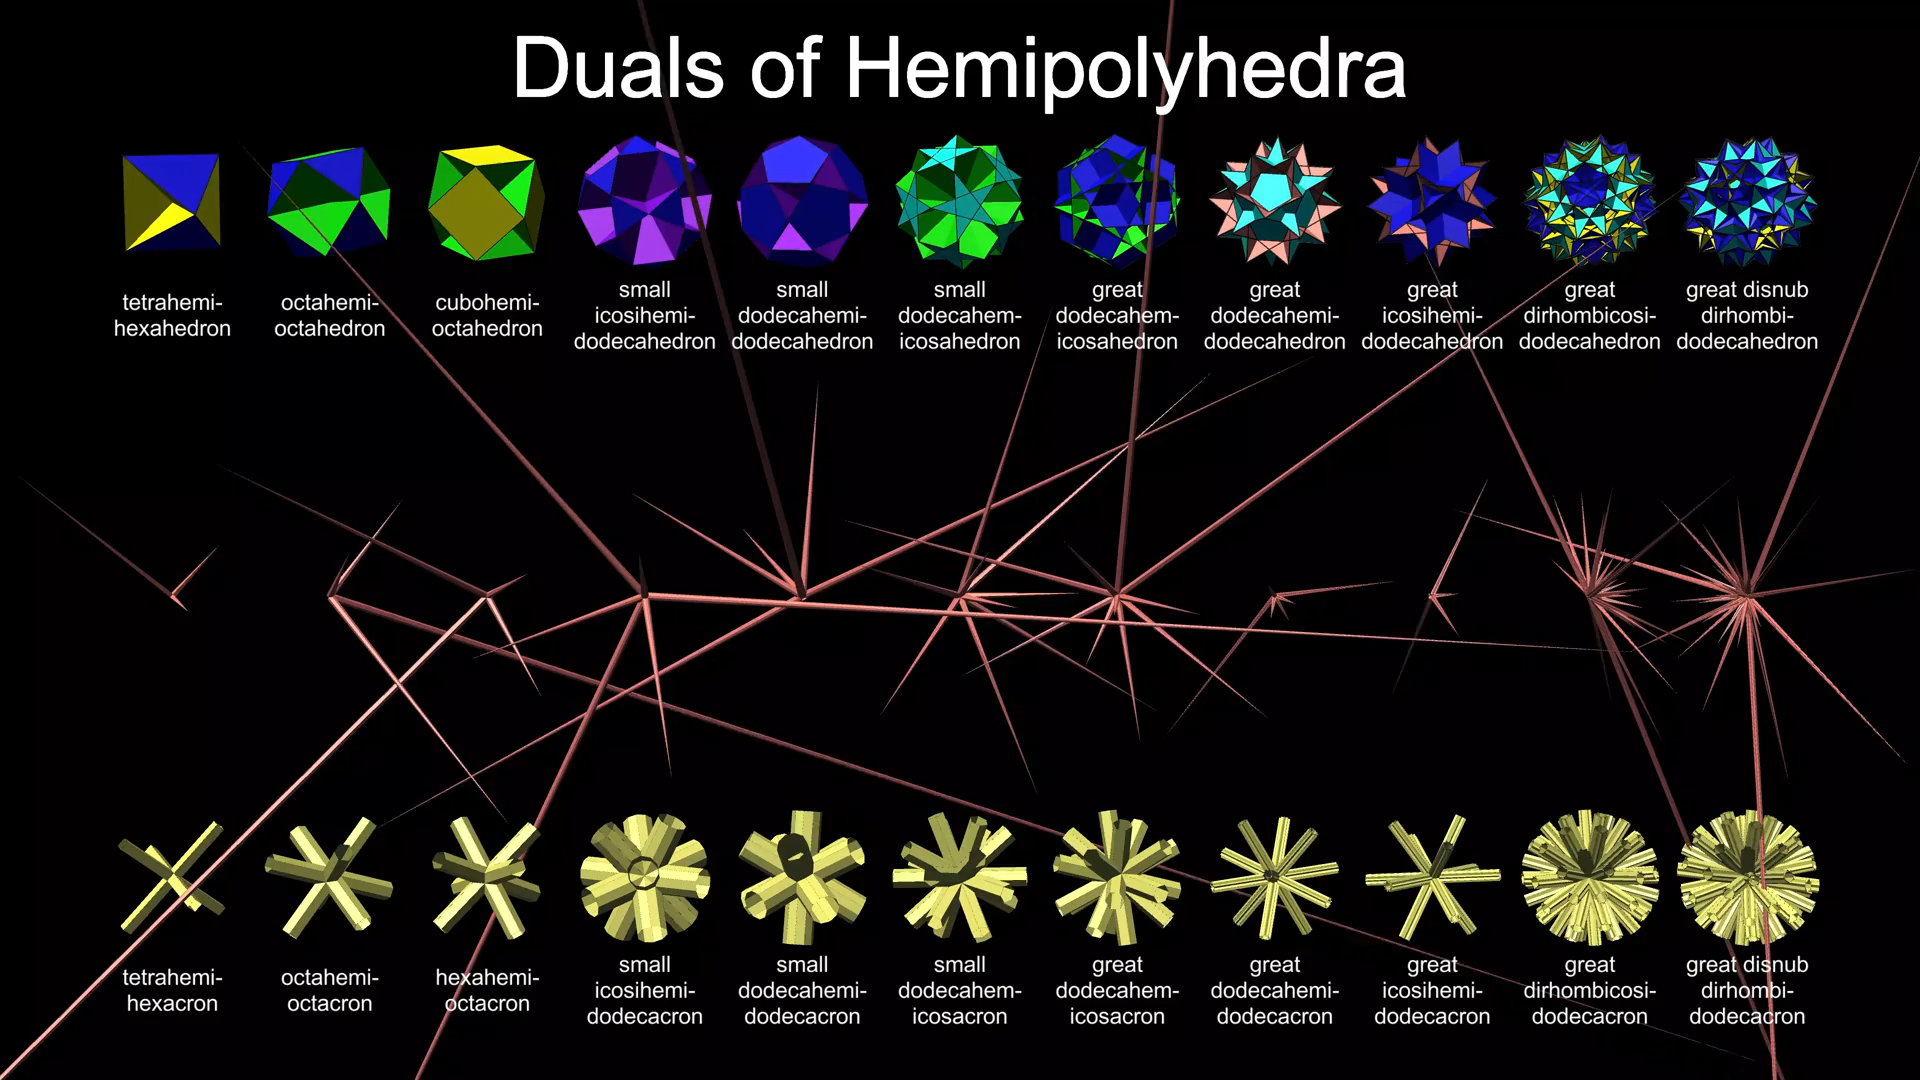 Duals of Hemipolyhedra
tetrahemi-
hexahedron
octahemi-
octahedron
cubohemi-
octahedron
small
icosihemi-
dodecahedron
small
dodecahemi-
dodecahedron
small
dodecahem-
icosahedron
great
dodecahem-
icosahedron
great
dodecahemi-
dodecahedron
great
icosihemi-
dodecahedron
great
dirhombicosi-
dodecahedron
great disnub
dirhombi-
dodecahedron
tetrahemi-
hexacron
octahemi-
octacron
hexahemi-
octacron
small
icosihemi-
dodecacron
small
dodecahemi-
dodecacron
small
dodecahem-
icosacron
great
dodecahem-
icosacron
great
dodecahemi-
dodecacron
great
icosihemi-
dodecacron
great
dirhombicosi-
dodecacron
great disnub
dirhombi-
dodecacron